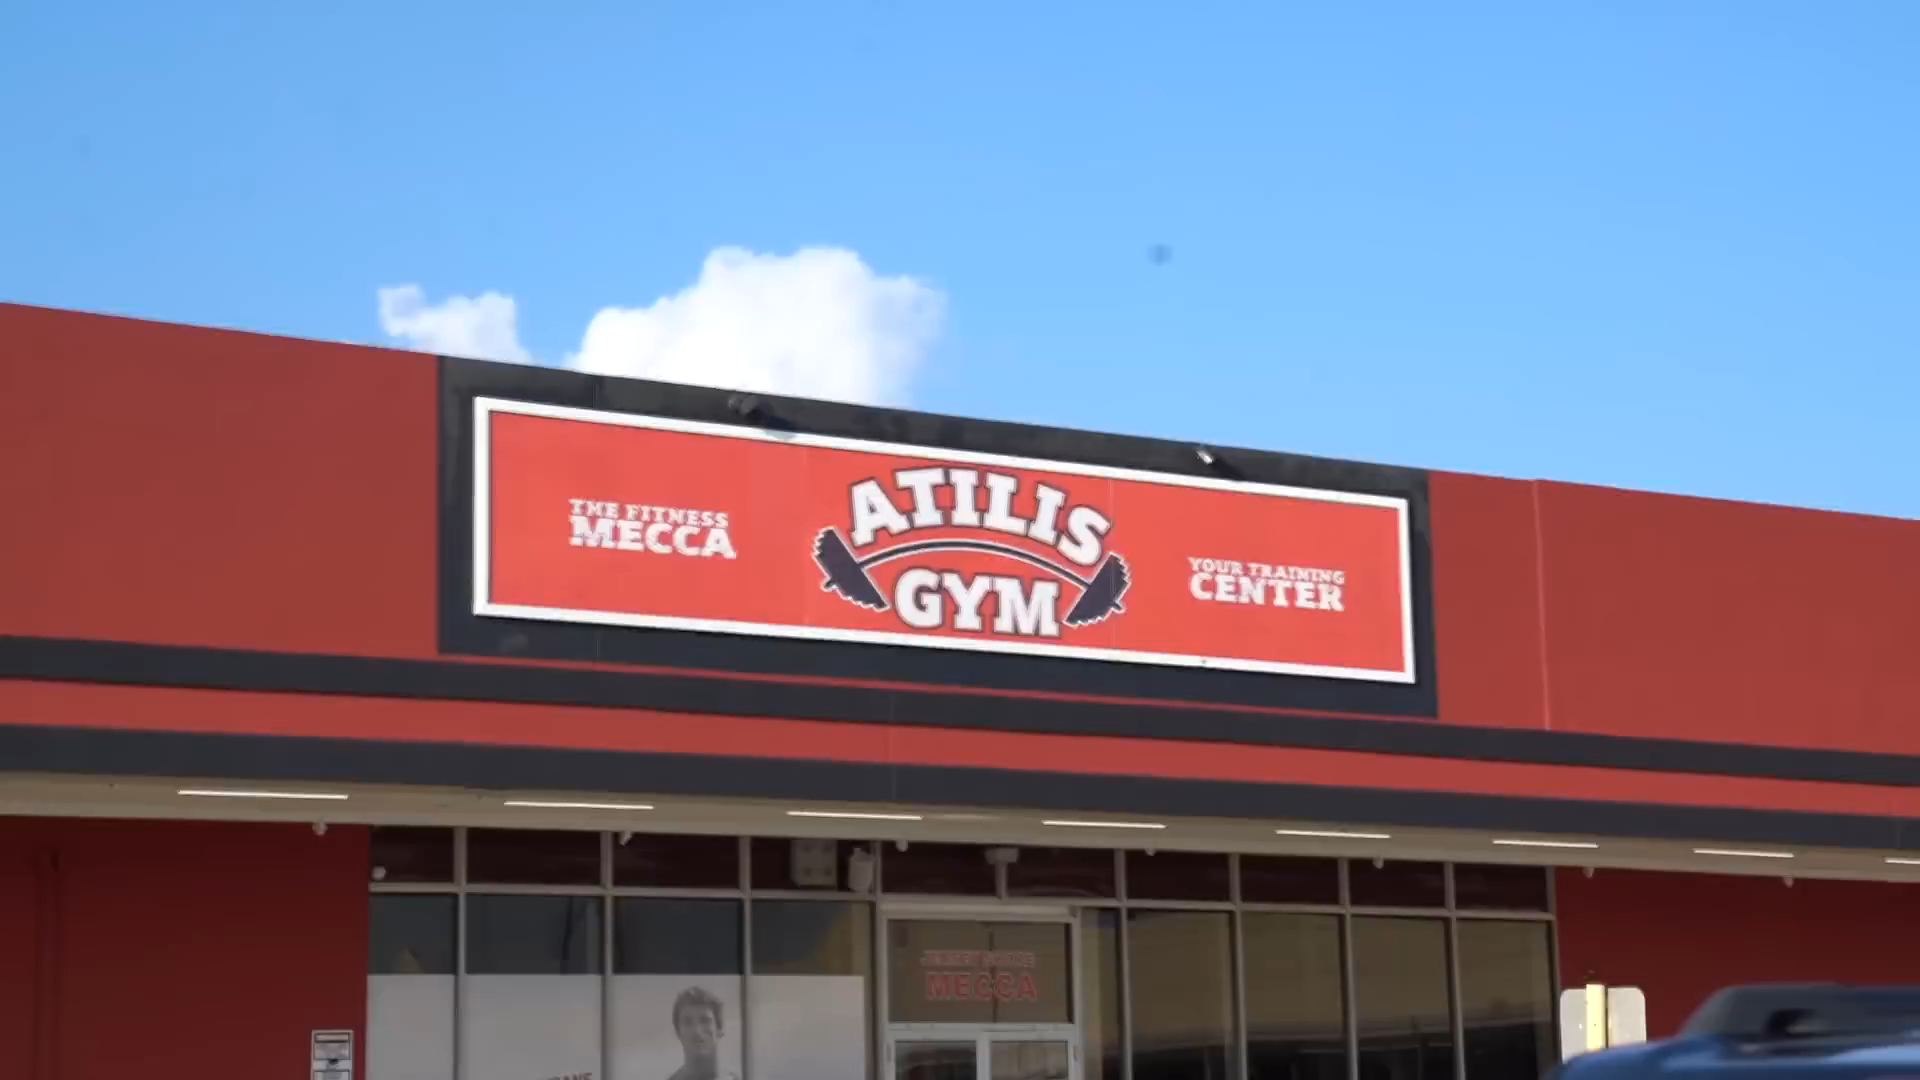 THE FITNESS
MECCA
ATILIS
GYM
YOUR TRAINING
CENTER
MECCA